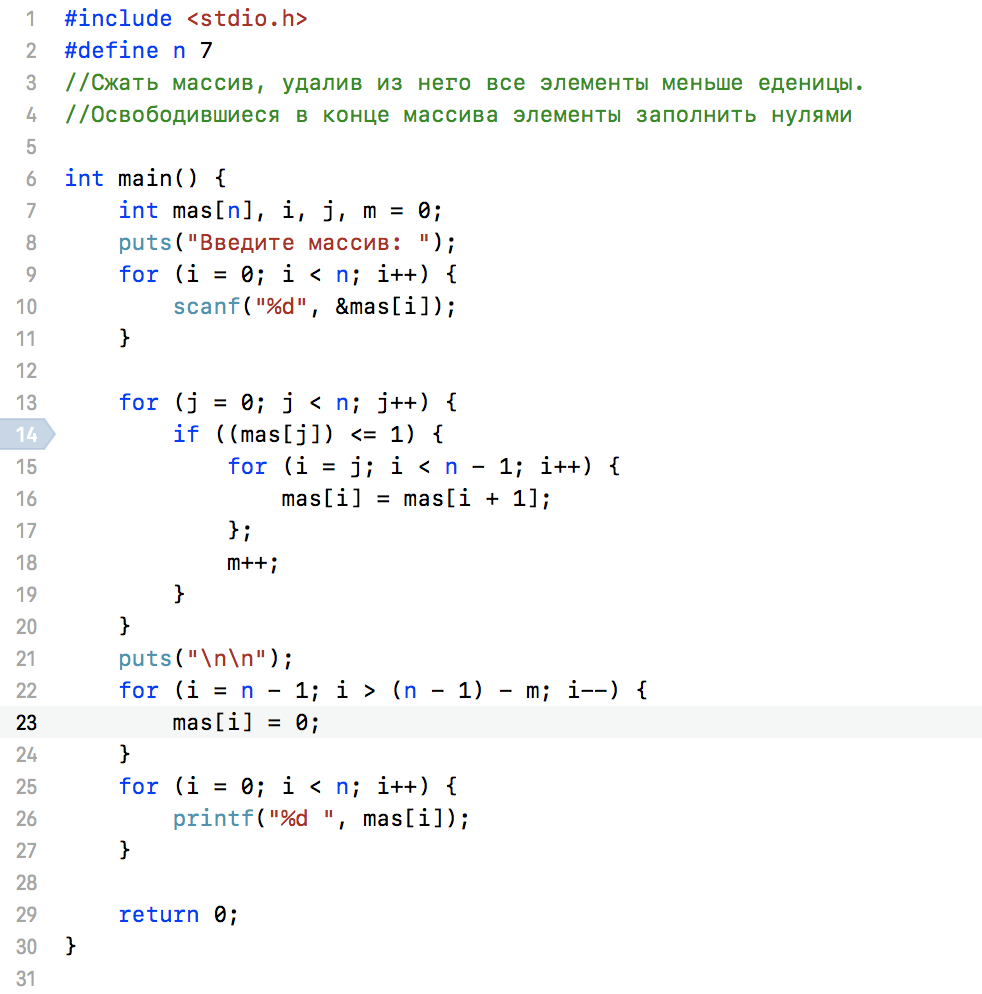 1 #include <stdio.h>
2 #define n 7
3 //Сжать массив, удалив из него все элементы меньше еденицы.
4 //Освободившиеся в конце массива элементы заполнить нулями
5
6 int main() {
7     int mas[n], i, j, m = 0;
8     puts("Введите массив: ");
9     for (i = 0; i < n; i++) {
10         scanf("%d", &mas[i]);
11     }
12
13     for (j = 0; j < n; j++) {
14         if ((mas[j]) <= 1) {
15             for (i = j; i < n - 1; i++) {
16                 mas[i] = mas[i + 1];
17             };
18             m++;
19         }
20     }
21     puts("\n\n");
22     for (i = n - 1; i > (n - 1) - m; i--) {
23         mas[i] = 0;
24     }
25     for (i = 0; i < n; i++) {
26         printf("%d ", mas[i]);
27     }
28
29     return 0;
30 }
31